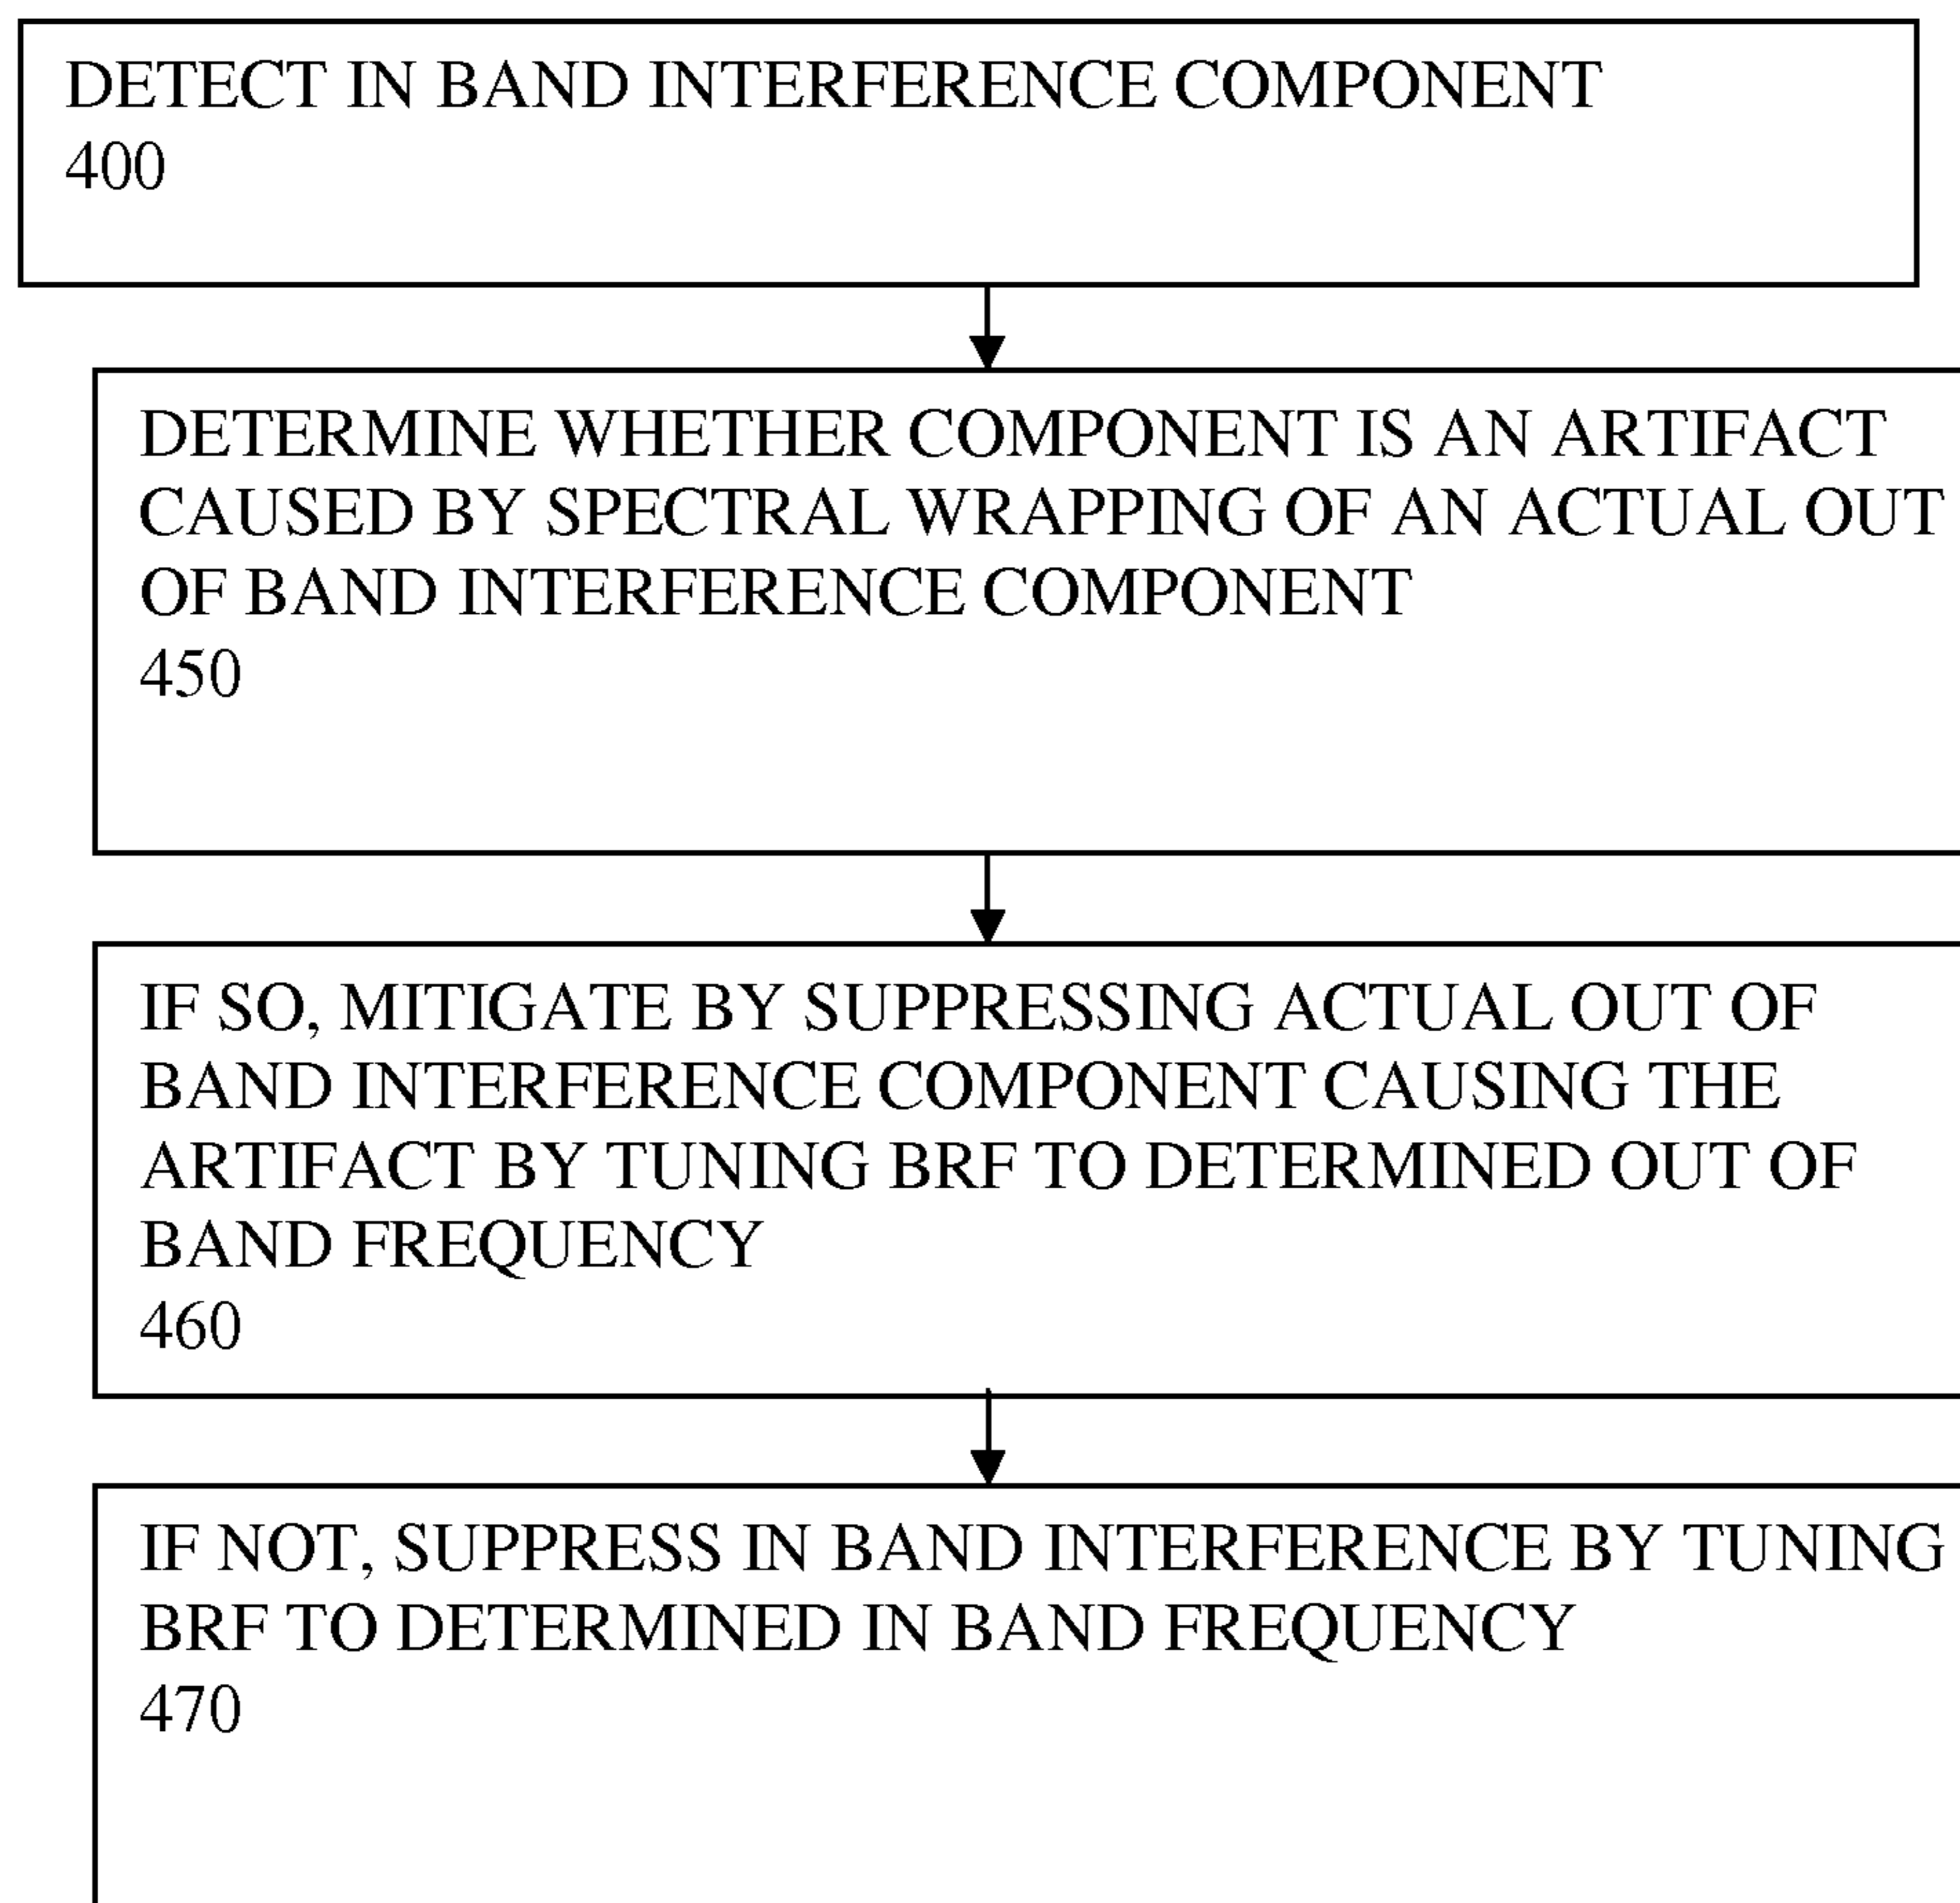 DETECT IN BAND INTERFERENCE COMPONENT
400
DETERMINE WHETHER COMPONENT IS AN ARTIFACT
CAUSED BY SPECTRAL WRAPPING OF AN ACTUAL OUT
OF BAND INTERFERENCE COMPONENT
450
IF SO, MITIGATE BY SUPPRESSING ACTUAL OUT OF
BAND INTERFERENCE COMPONENT CAUSING THE
ARTIFACT BY TUNING BRF TO DETERMINED OUT OF
BAND FREQUENCY
460
IF NOT, SUPPRESS IN BAND INTERFERENCE BY TUNING
BRF TO DETERMINED IN BAND FREQUENCY
470